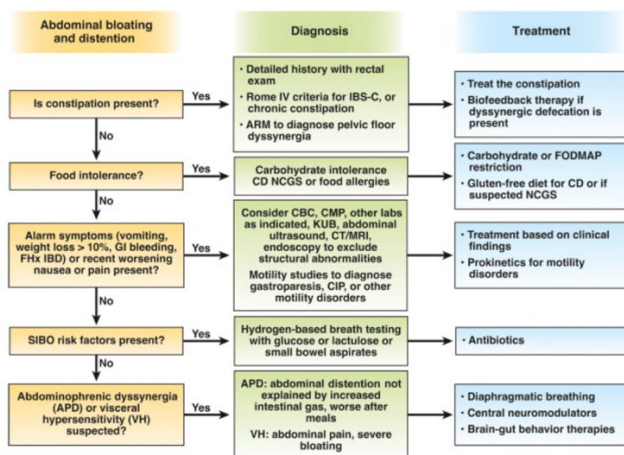 Abdominal bloating
and distention
Diagnosis
Treatment
Is constipation present?
Yes
• Detailed history with rectal
exam
• Rome IV criteria for IBS-C, or
chronic constipation
• ARM to diagnose pelvic floor
dyssynergia
• Treat the constipation
• Biofeedback therapy if
dyssynergic defecation is
present
No
Food intolerance?
Yes
Carbohydrate intolerance
CD NCGS or food allergies
• Carbohydrate or FODMAP
restriction
• Gluten-free diet for CD or if
suspected NCGS
No
Alarm symptoms (vomiting,
weight loss > 10%, GI bleeding,
FHx IBD) or recent worsening
nausea or pain present?
Yes
Consider CBC, CMP, other labs
as indicated, KUB, abdominal
ultrasound, CT/MRI,
endoscopy to exclude
structural abnormalities
Motility studies to diagnose
gastroparesis, CIP, or other
motility disorders
• Treatment based on clinical
findings
• Prokinetics for motility
disorders
No
SIBO risk factors present?
Yes
Hydrogen-based breath testing
with glucose or lactulose or
small bowel aspirates
• Antibiotics
No
Abdominophrenic dyssynergia
(APD) or visceral
hypersensitivity (VH)
suspected?
Yes
APD: abdominal distention not
explained by increased
intestinal gas, worse after
meals
VH: abdominal pain, severe
bloating
• Diaphragmatic breathing
• Central neuromodulators
• Brain-gut behavior therapies